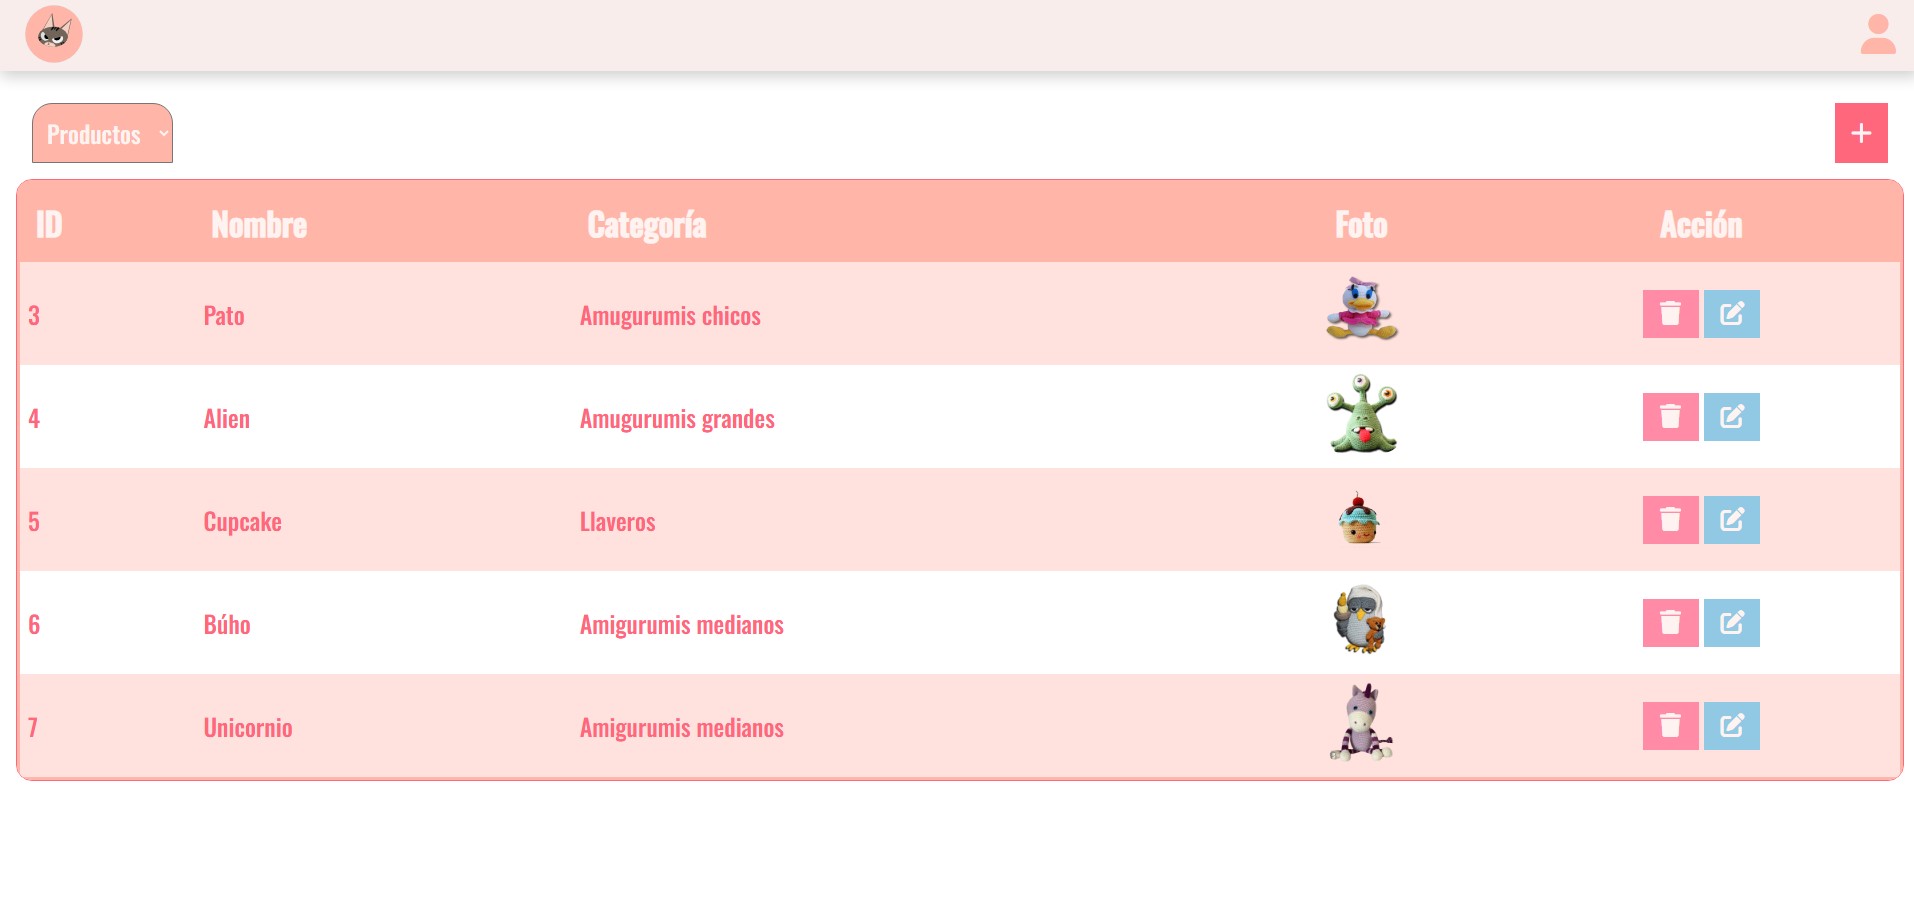 Productos
ID Nombre Categoría Foto Acción
3 Pato Amugurumis chicos
4 Alien Amugurumis grandes
5 Cupcake Llaveros
6 Búho Amigurumis medianos
7 Unicornio Amigurumis medianos